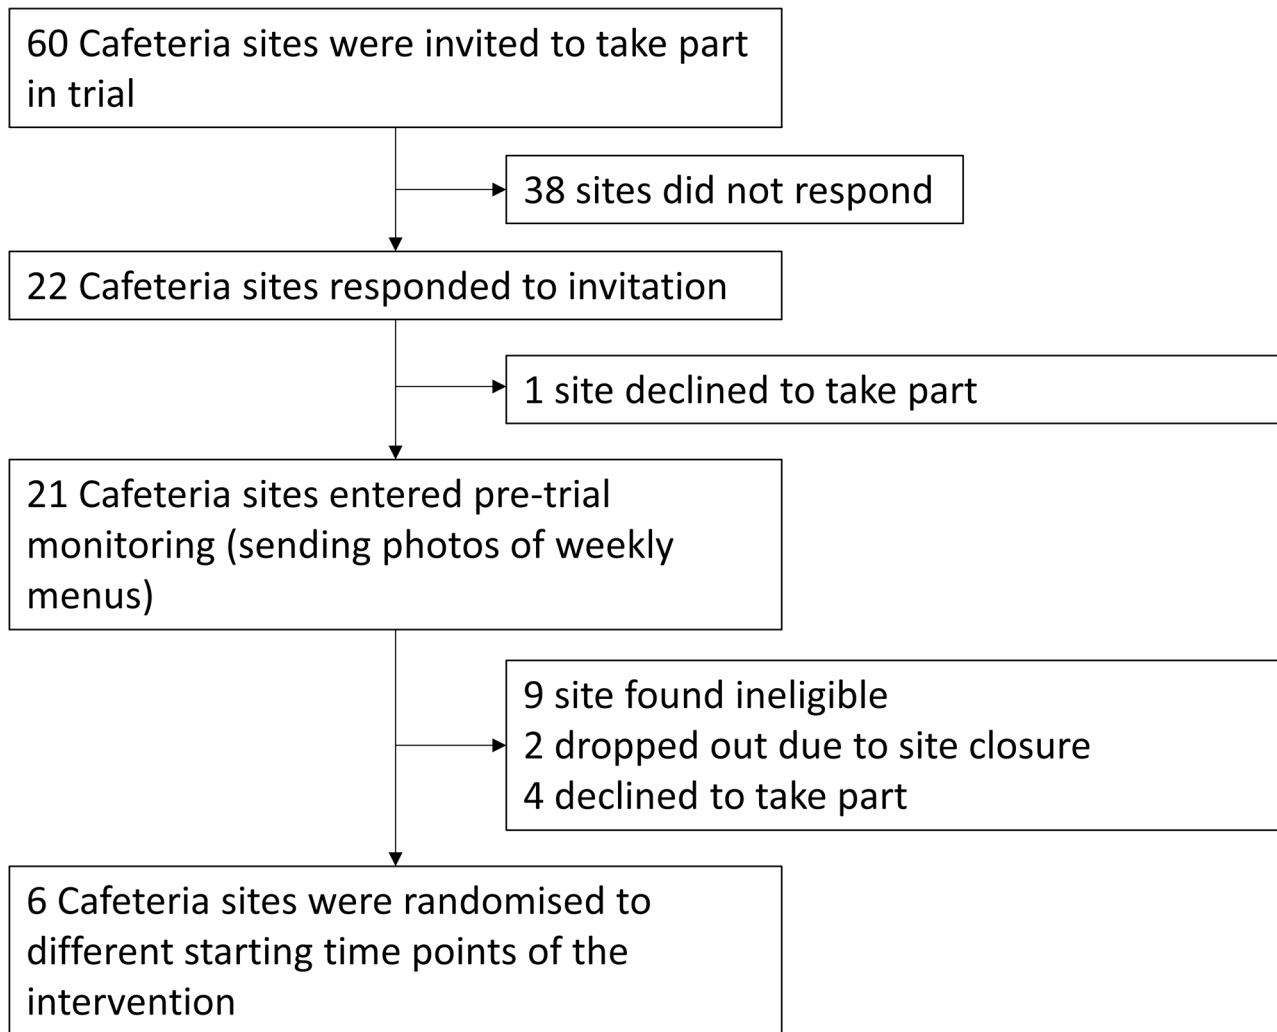 60 Cafeteria sites were invited to take part
in trial
38 sites did not respond
22 Cafeteria sites responded to invitation
1 site declined to take part
21 Cafeteria sites entered pre-trial
monitoring (sending photos of weekly
menus)
9 site found ineligible
2 dropped out due to site closure
4 declined to take part
6 Cafeteria sites were randomised to
different starting time points of the
intervention